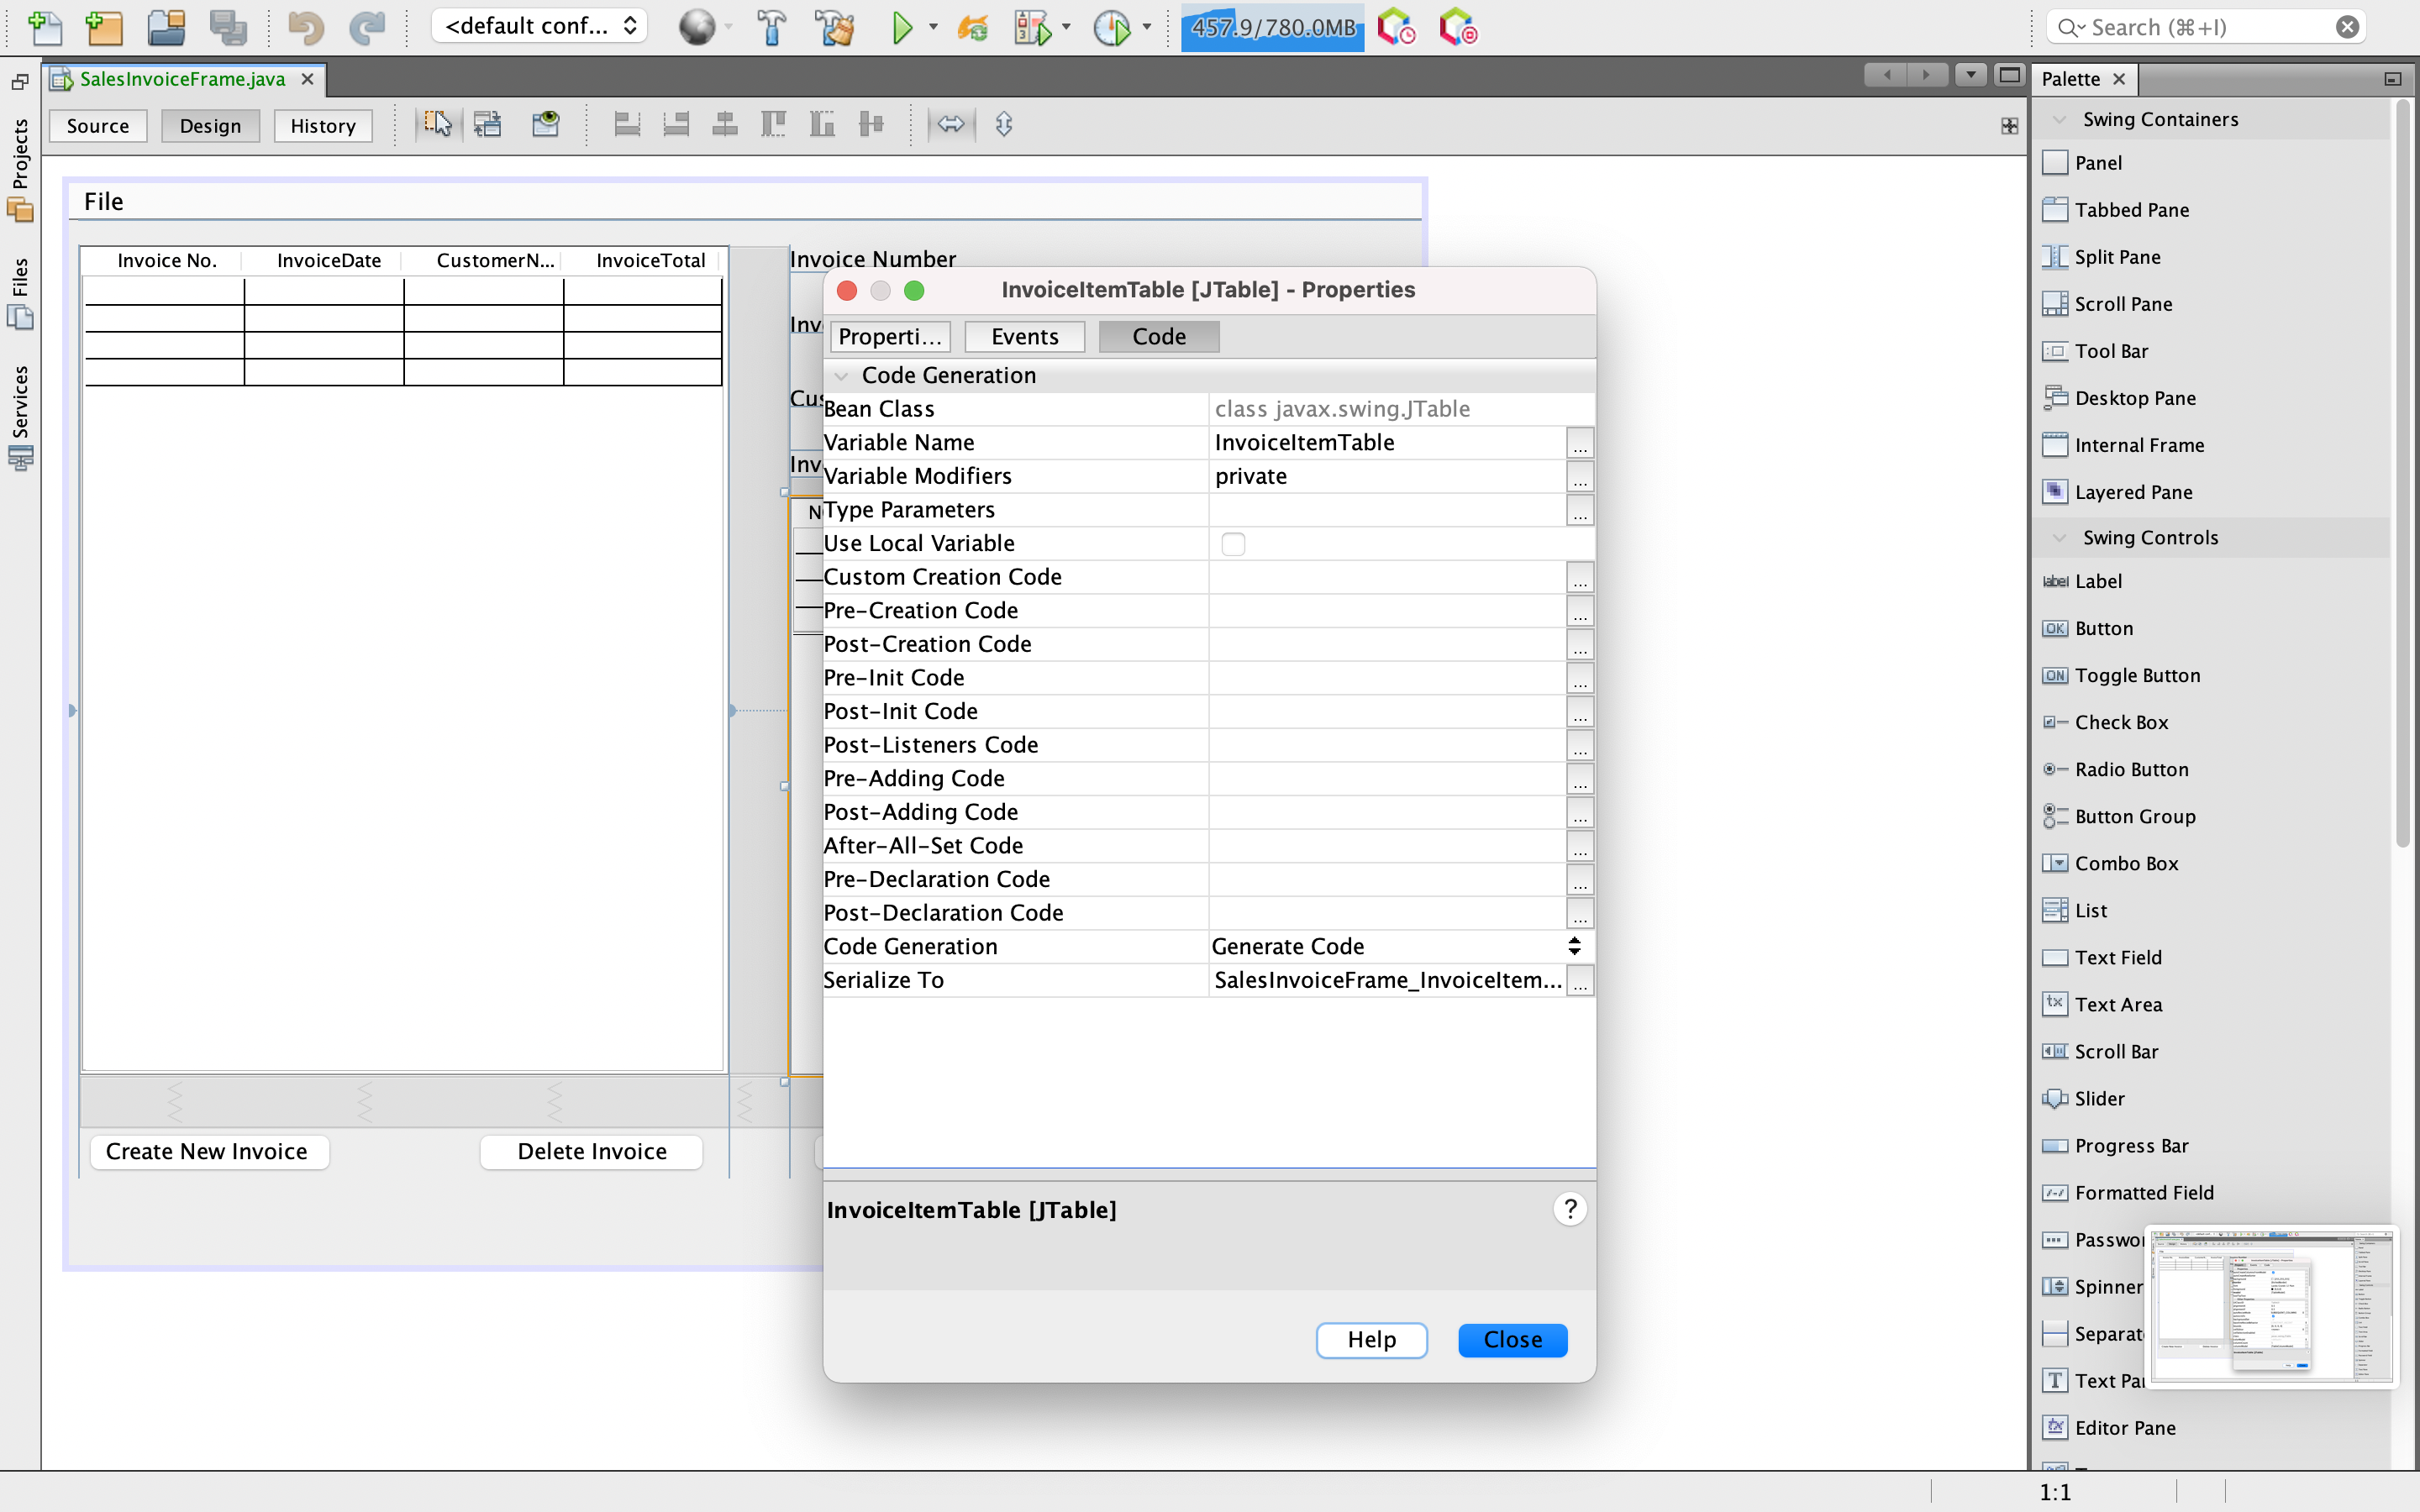 <default conf...
457.9/780.0MB
Search (⌘+I)
SalesInvoiceFrame.java
Palette
Source
Design
History
Projects
Files
Services
File
Invoice No.
InvoiceDate
CustomerN...
InvoiceTotal
Invoice Number
Create New Invoice
Delete Invoice
InvoiceItemTable [JTable] - Properties
Properti...
Events
Code
Code Generation
Bean Class
class javax.swing.JTable
Variable Name
InvoiceItemTable
Variable Modifiers
private
Type Parameters
Use Local Variable
Custom Creation Code
Pre-Creation Code
Post-Creation Code
Pre-Init Code
Post-Init Code
Post-Listeners Code
Pre-Adding Code
Post-Adding Code
After-All-Set Code
Pre-Declaration Code
Post-Declaration Code
Code Generation
Generate Code
Serialize To
SalesInvoiceFrame_InvoiceItem...
InvoiceItemTable [JTable]
?
Help
Close
Swing Containers
Panel
Tabbed Pane
Split Pane
Scroll Pane
Tool Bar
Desktop Pane
Internal Frame
Layered Pane
Swing Controls
Label
Button
Toggle Button
Check Box
Radio Button
Button Group
Combo Box
List
Text Field
Text Area
Scroll Bar
Slider
Progress Bar
Formatted Field
Spinner
Editor Pane
1:1